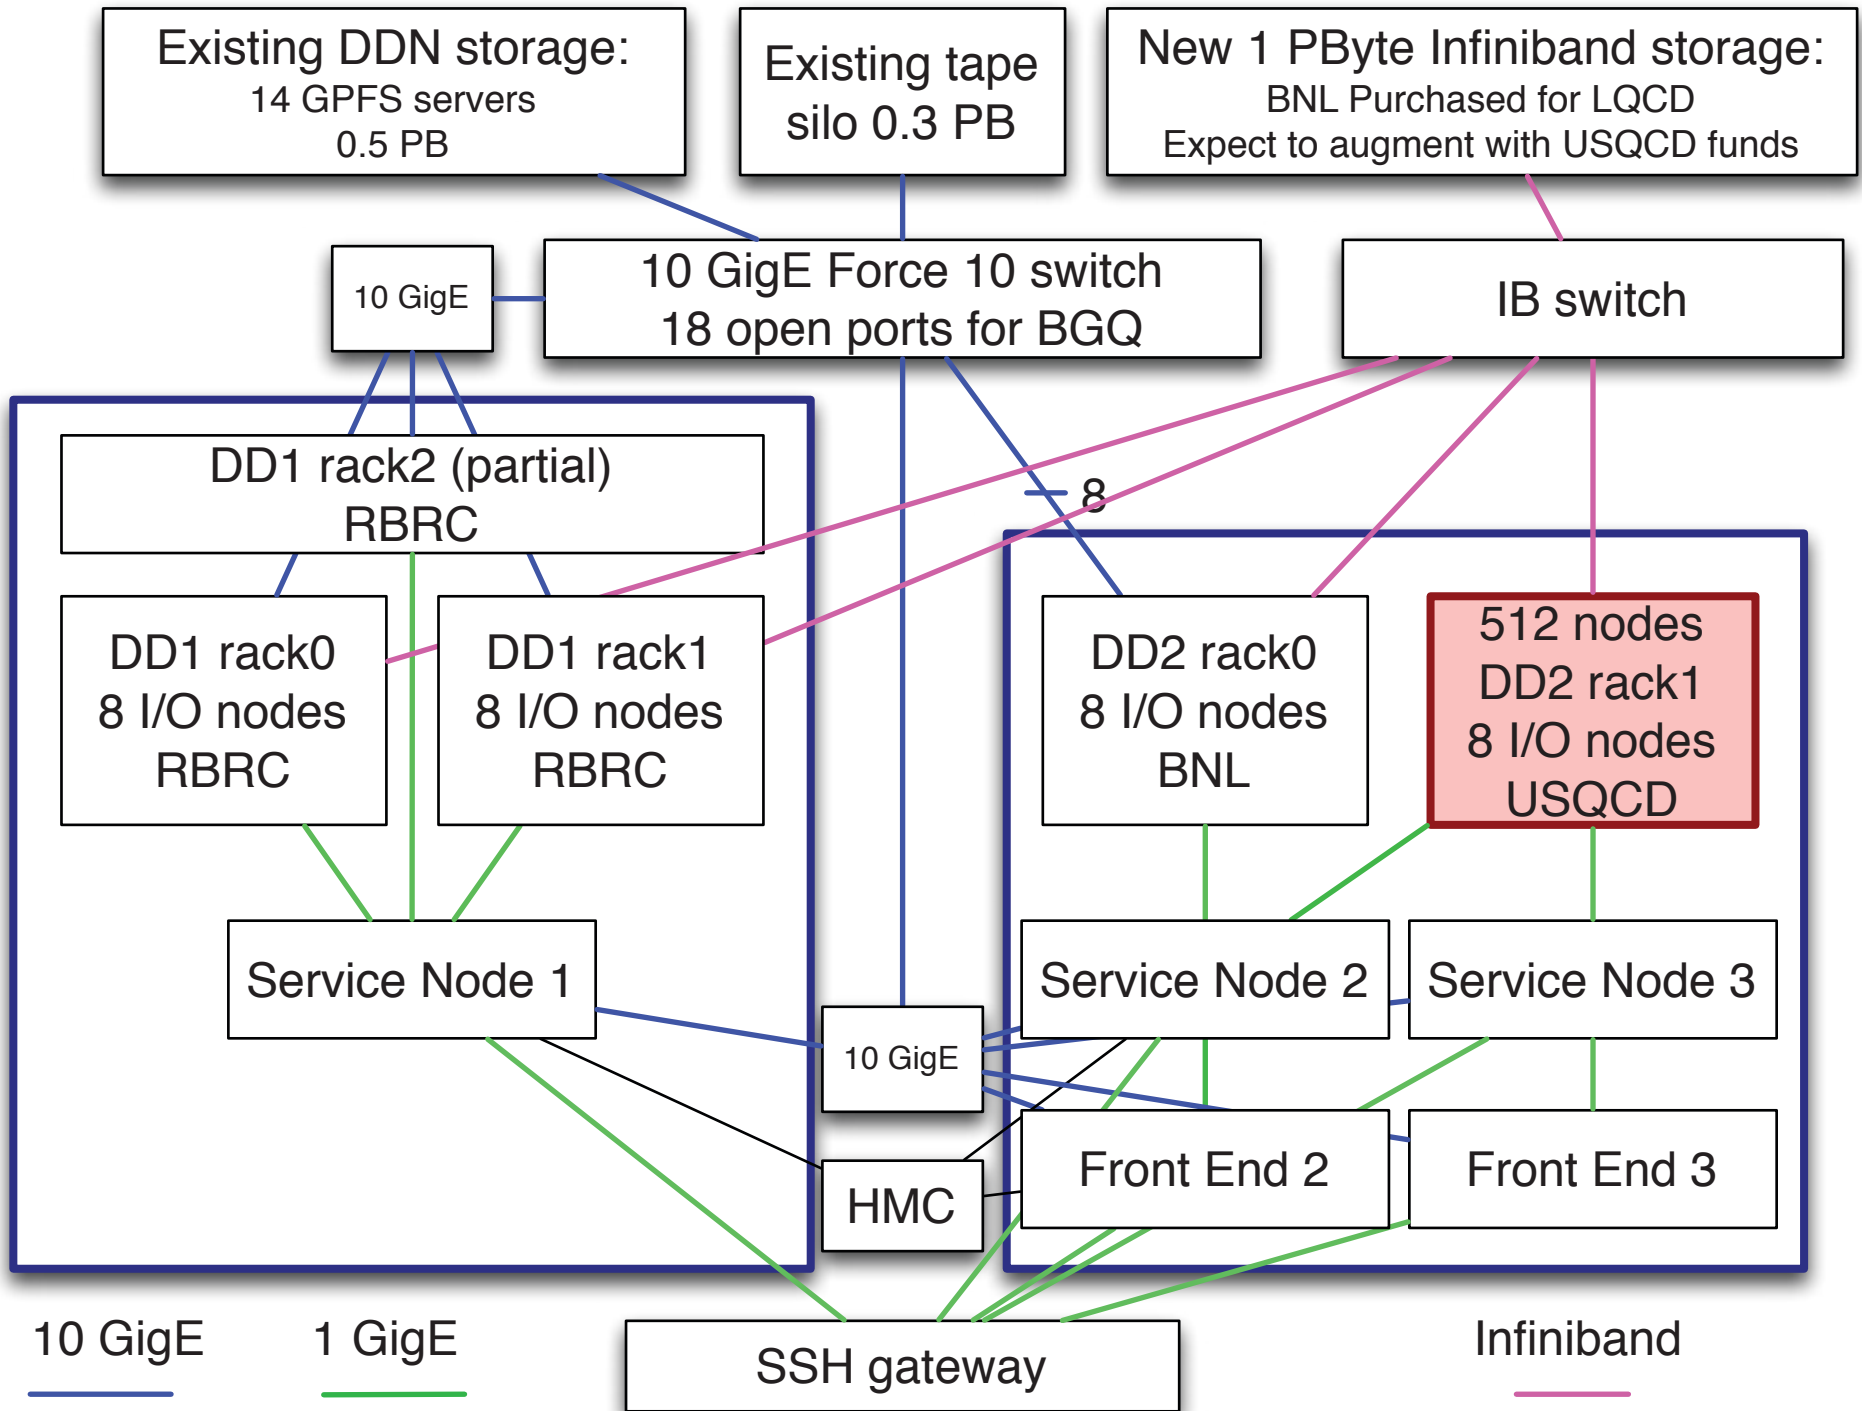 Existing DDN storage:
14 GPFS servers
0.5 PB
Existing tape
silo 0.3 PB
New 1 PByte Infiniband storage:
BNL Purchased for LQCD
Expect to augment with USQCD funds
10 GigE
10 GigE Force 10 switch
18 open ports for BGQ
IB switch
DD1 rack2 (partial)
RBRC
8
DD1 rack0
8 I/O nodes
RBRC
DD1 rack1
8 I/O nodes
RBRC
DD2 rack0
8 I/O nodes
BNL
512 nodes
DD2 rack1
8 I/O nodes
USQCD
Service Node 1
10 GigE
Service Node 2
Service Node 3
HMC
Front End 2
Front End 3
10 GigE
1 GigE
SSH gateway
Infiniband